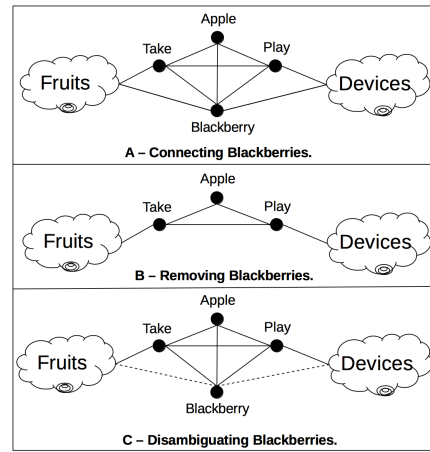 Apple
Take
Play
Fruits
Devices
Blackberry
A – Connecting Blackberries.
Apple
Take
Play
Fruits
Devices
B – Removing Blackberries.
Apple
Take
Play
Fruits
Devices
Blackberry
C – Disambiguating Blackberries.